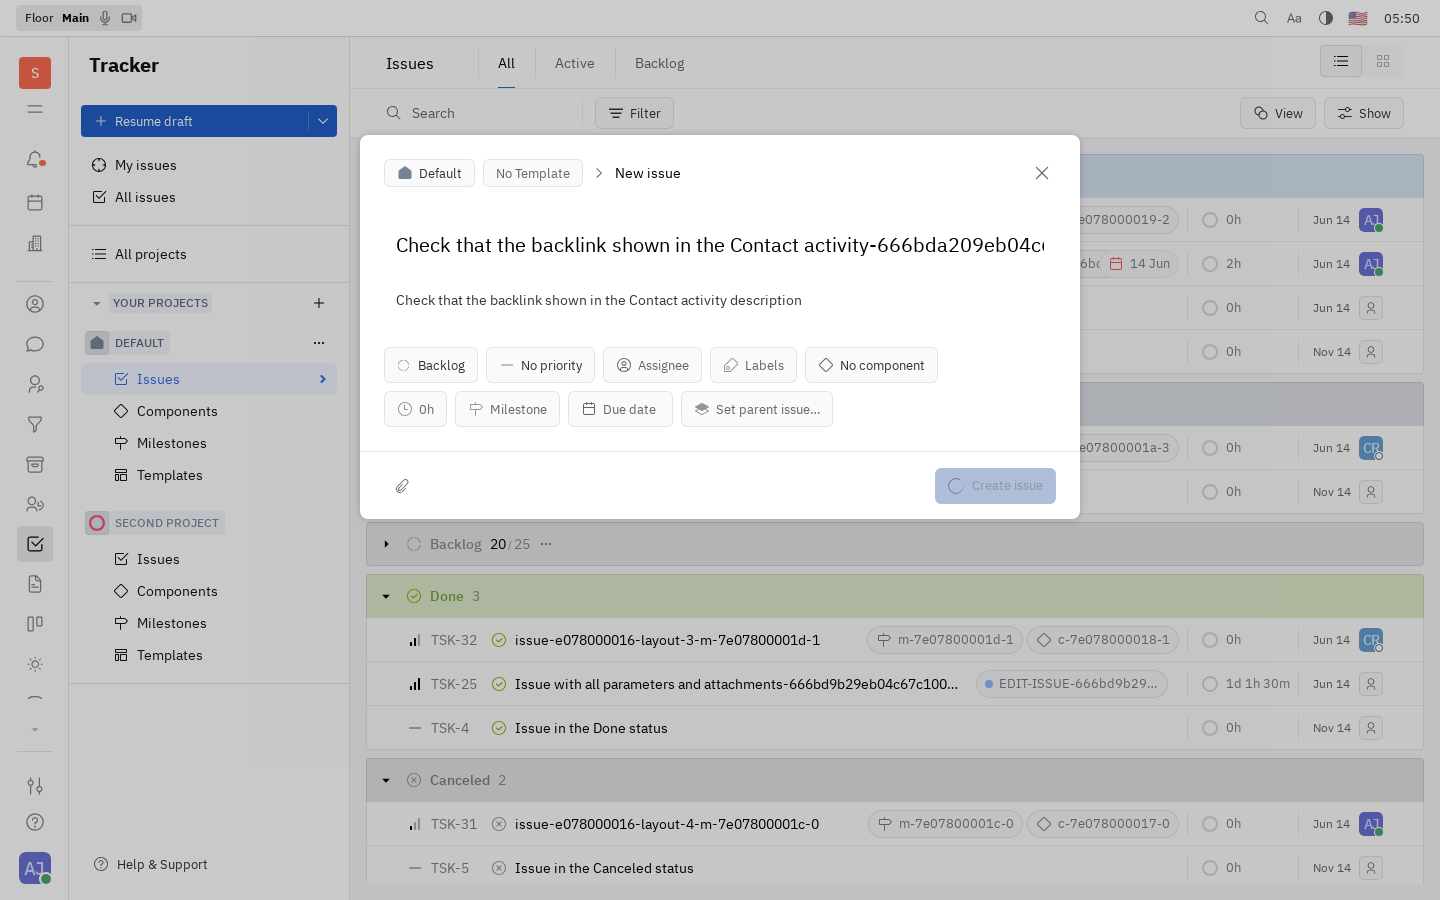 Floor Main
Aa
05:50
S
Tracker
Resume draft
My issues
All issues
All projects
YOUR PROJECTS
DEFAULT
Issues
Components
Milestones
Templates
SECOND PROJECT
Issues
Components
Milestones
Templates
Help & Support
AJ
Issues
All
Active
Backlog
Search
Filter
View
Show
Default
No Template
New issue
Check that the backlink shown in the Contact activity-666bda209eb04c
Check that the backlink shown in the Contact activity description
Backlog
No priority
Assignee
Labels
No component
0h
Milestone
Due date
Set parent issue...
Create issue
e078000019-2 0h Jun 14 AJ
14 Jun 2h Jun 14 AJ
0h Jun 14
0h Nov 14
e07800001a-3 0h Jun 14 CR
0h Nov 14
Backlog 20/25
Done 3
TSK-32 issue-e078000016-layout-3-m-7e07800001d-1 m-7e07800001d-1 c-7e078000018-1 0h Jun 14 CR
TSK-25 Issue with all parameters and attachments-666bd9b29eb04c67c100... EDIT-ISSUE-666bd9b29... 1d 1h 30m Jun 14
TSK-4 Issue in the Done status 0h Nov 14
Canceled 2
TSK-31 issue-e078000016-layout-4-m-7e07800001c-0 m-7e07800001c-0 c-7e078000017-0 0h Jun 14 AJ
TSK-5 Issue in the Canceled status 0h Nov 14